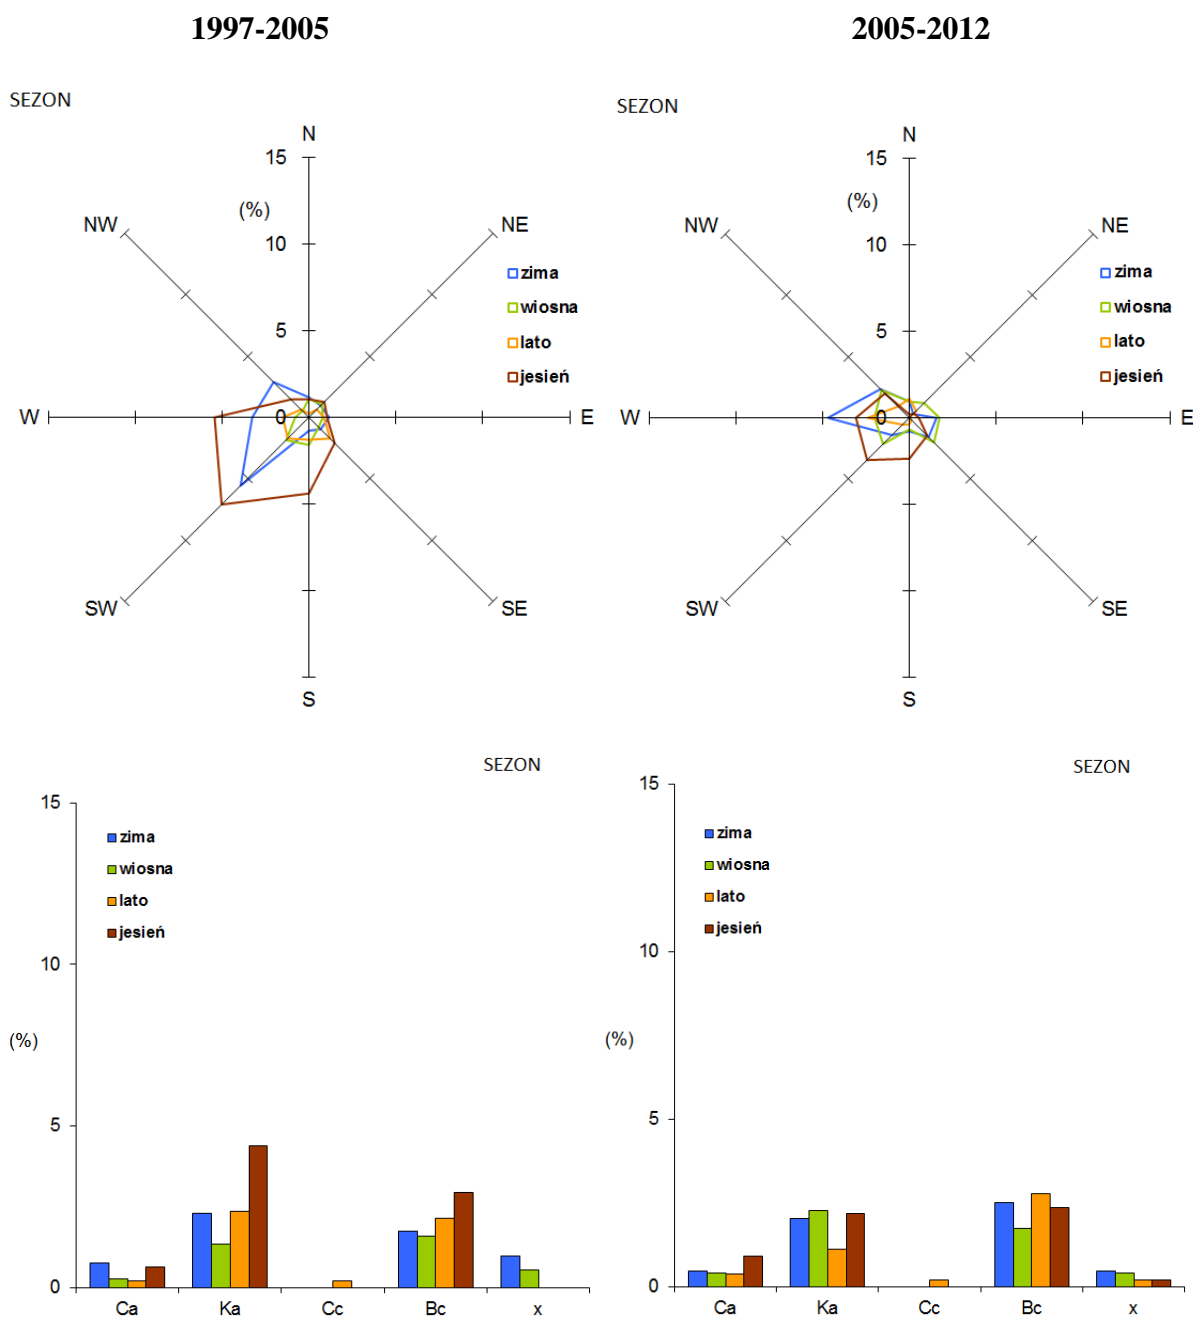 1997-2005
2005-2012
SEZON
N
15
(%)
NW
NE
10
zima
wiosna
5
lato
jesień
W
0
E
SW
SE
S
SEZON
N
15
(%)
NW
NE
10
zima
wiosna
5
lato
jesień
W
0
E
SW
SE
S
SEZON
15
zima
wiosna
lato
jesień
10
(%)
5
0
Ca Ka Cc Bc x
SEZON
15
zima
wiosna
lato
jesień
10
(%)
5
0
Ca Ka Cc Bc x